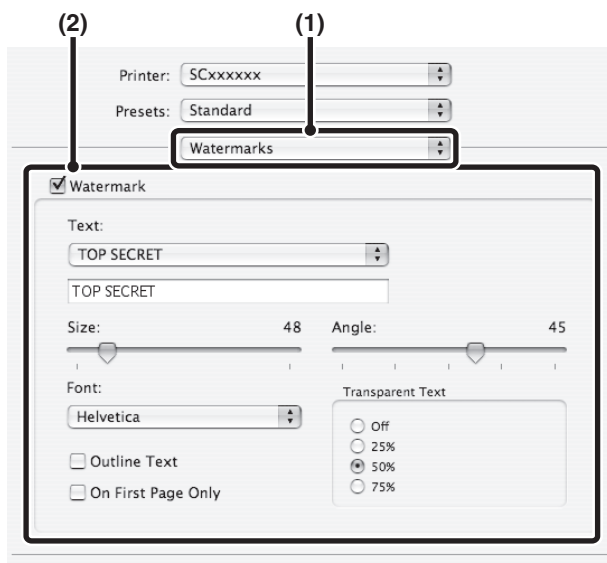 (2) (1)
Printer: SCxxxxxx
Presets: Standard
Watermarks
Watermark
Text:
TOP SECRET
TOP SECRET
Size: 48 Angle: 45
Font: Transparent Text
Helvetica
Off
25%
Outline Text
50%
On First Page Only
75%